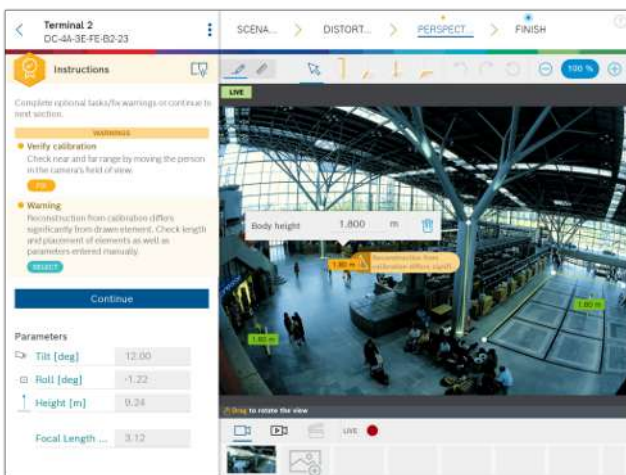 Terminal 2
DC-4A-3E-FE-B2-23
SCENA...
DISTORT...
PERSPECT...
FINISH
Instructions
100 %
Complete optional tasks/fix warnings or continue to
next section.
WARNINGS
Verify calibration
Check near and far range by moving the person
in the camera's field of view.
FIX
Warning
Reconstruction from calibration differs
significantly from drawn element. Check length
and placement of elements as well as
parameters entered manually.
SELECT
Continue
Parameters
Tilt [deg] 12.00
Roll [deg] -1.22
Height [m] 9.24
Focal Length ... 3.12
LIVE
Body height 1.800 m
1.80 m
Reconstruction from
calibration differs signifi...
1.80 m
1.80 m
Drag to rotate the view
LIVE